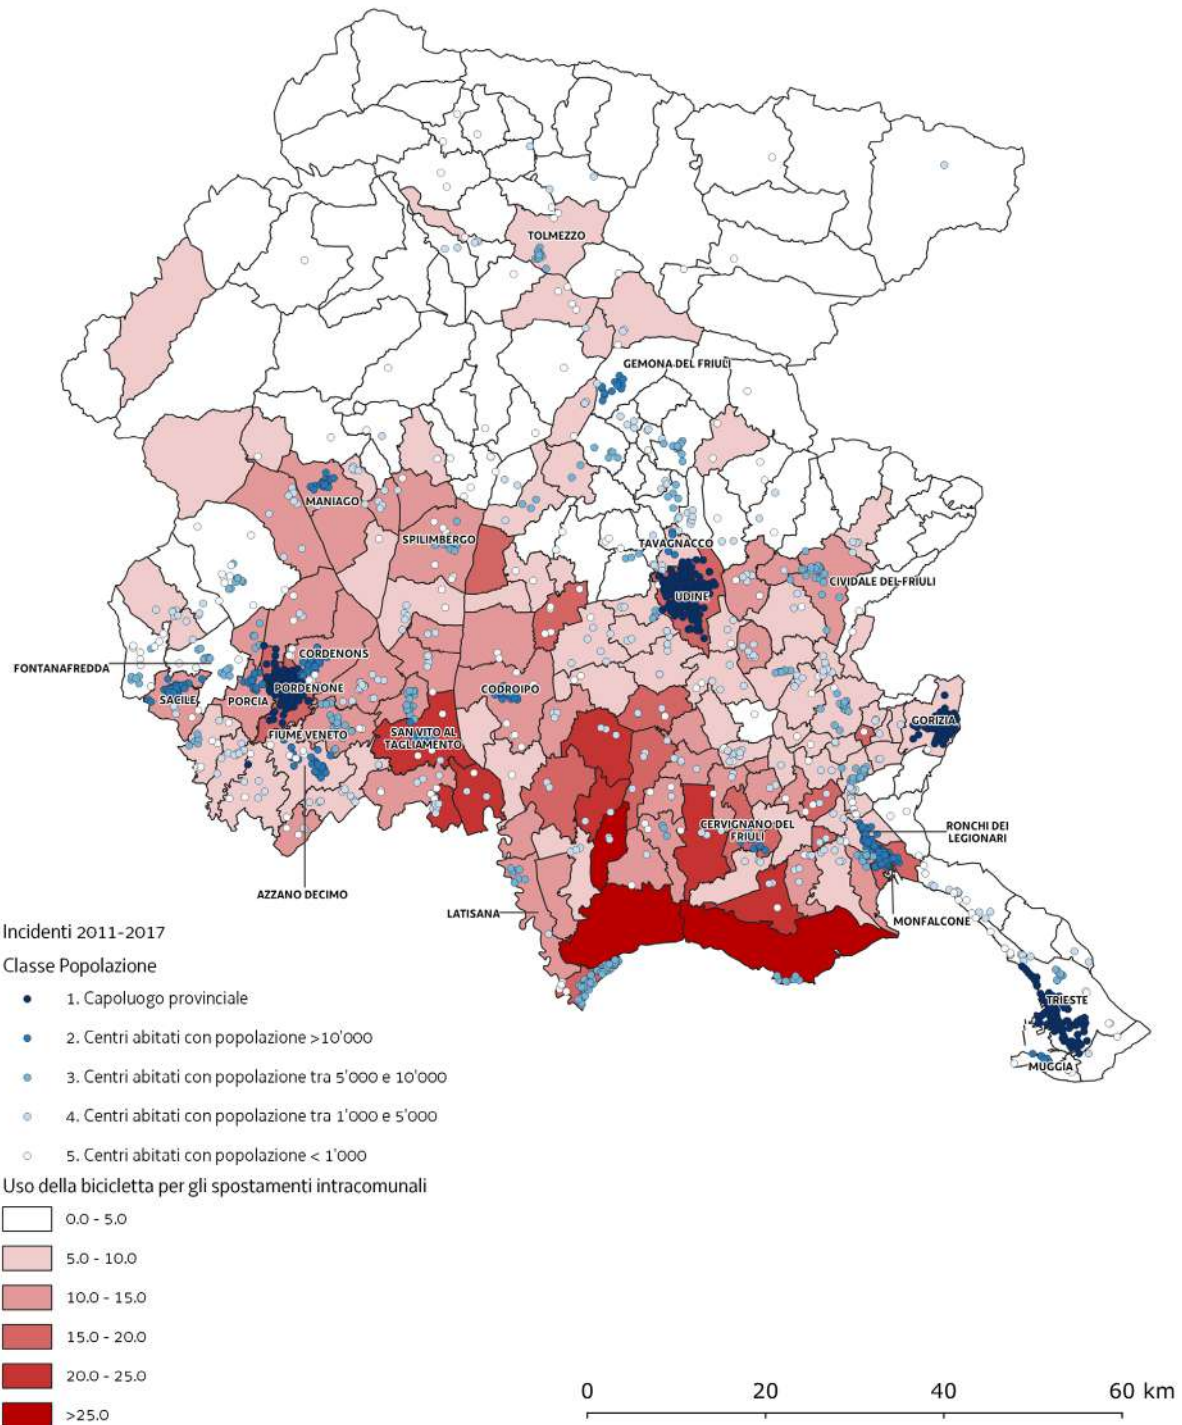 TOLMEZZO
GEMONA DEL FRIULI
MANIAGO
SPILIMBERGO
TAVAGNACCO
CIVIDALE DEL FRIULI
UDINE
FONTANAFREDDA
CORDENONS
PORDENONE
SACILE
PORCIA
CODROIPO
FIUME VENETO
SAN VITO AL
TAGLIAMENTO
GORIZIA
CERVIGNANO DEL
FRIULI
RONCHI DEI
LEGIONARI
AZZANO DECIMO
LATISANA
MONFALCONE
TRIESTE
MUGGIA
Incidenti 2011-2017
Classe Popolazione
1. Capoluogo provinciale
2. Centri abitati con popolazione >10'000
3. Centri abitati con popolazione tra 5'000 e 10'000
4. Centri abitati con popolazione tra 1'000 e 5'000
5. Centri abitati con popolazione < 1'000
Uso della bicicletta per gli spostamenti intracomunali
0.0 - 5.0
5.0 - 10.0
10.0 - 15.0
15.0 - 20.0
20.0 - 25.0
>25.0
0 20 40 60 km